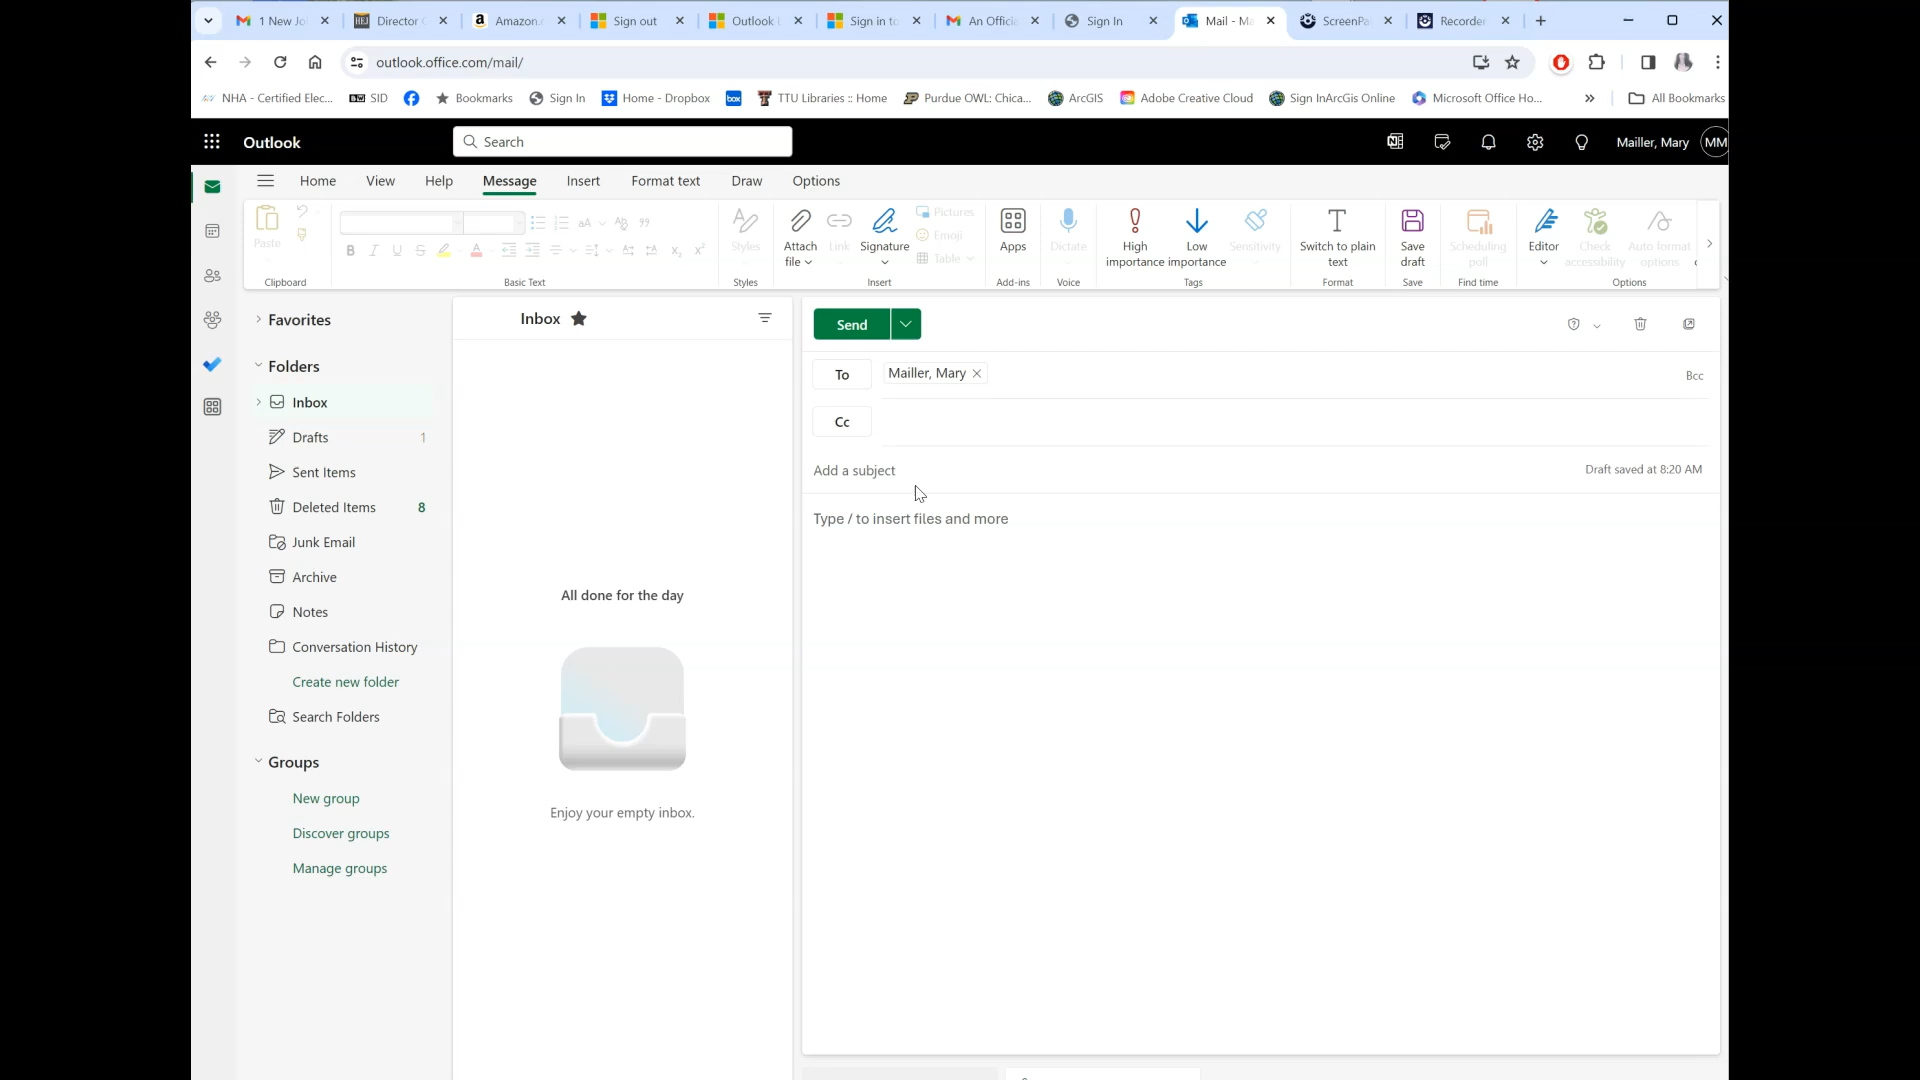 1 New Jo
Director C
Amazon.c
Sign out
Outlook L
Sign in to
An Officia
Sign In
Mail - Ma
ScreenPa
Recorder
outlook.office.com/mail/
NHA - Certified Elec...
SID
Bookmarks
Sign In
Home - Dropbox
box
TTU Libraries :: Home
Purdue OWL: Chica...
ArcGIS
Adobe Creative Cloud
Sign InArcGis Online
Microsoft Office Ho...
All Bookmarks
Outlook
Search
Mailler, Mary
MM
Home
View
Help
Message
Insert
Format text
Draw
Options
Paste
Clipboard
Basic Text
Styles
Styles
Attach
file
Link
Signature
Pictures
Emoji
Table
Insert
Apps
Add-ins
Dictate
Voice
High
importance
Low
importance
Sensitivity
Tags
Switch to plain
text
Format
Save
draft
Save
Scheduling
poll
Find time
Editor
Check
accessibility
Auto format
options
Options
Favorites
Folders
Inbox
Drafts 1
Sent Items
Deleted Items 8
Junk Email
Archive
Notes
Conversation History
Create new folder
Search Folders
Groups
New group
Discover groups
Manage groups
Inbox
All done for the day
Enjoy your empty inbox.
Send
To
Mailler, Mary
Bcc
Cc
Add a subject
Draft saved at 8:20 AM
Type / to insert files and more